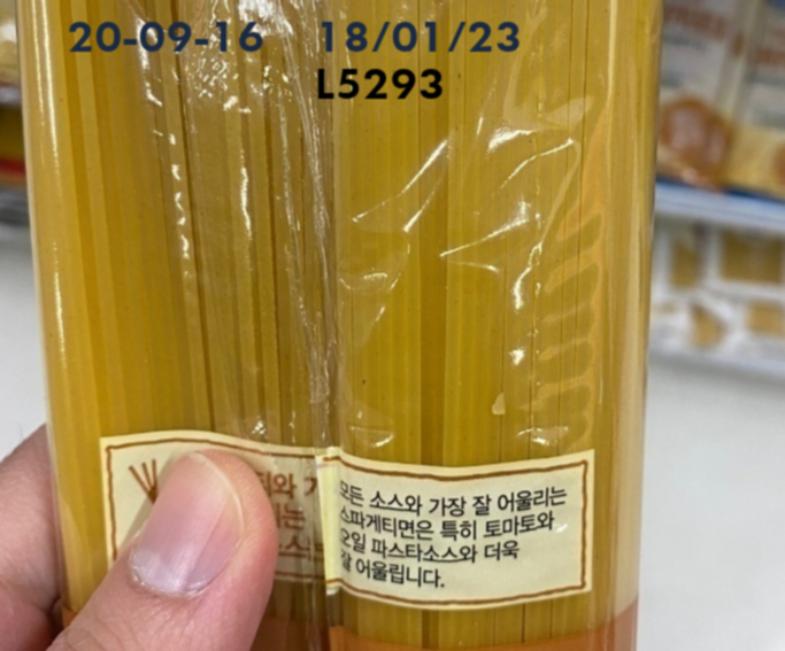 20-09-16 18/01/23
L5293
모든 소스와 가장 잘 어울리는
스파게티면은 특히 토마토와
오일 파스타소스와 더욱
잘 어울립니다.